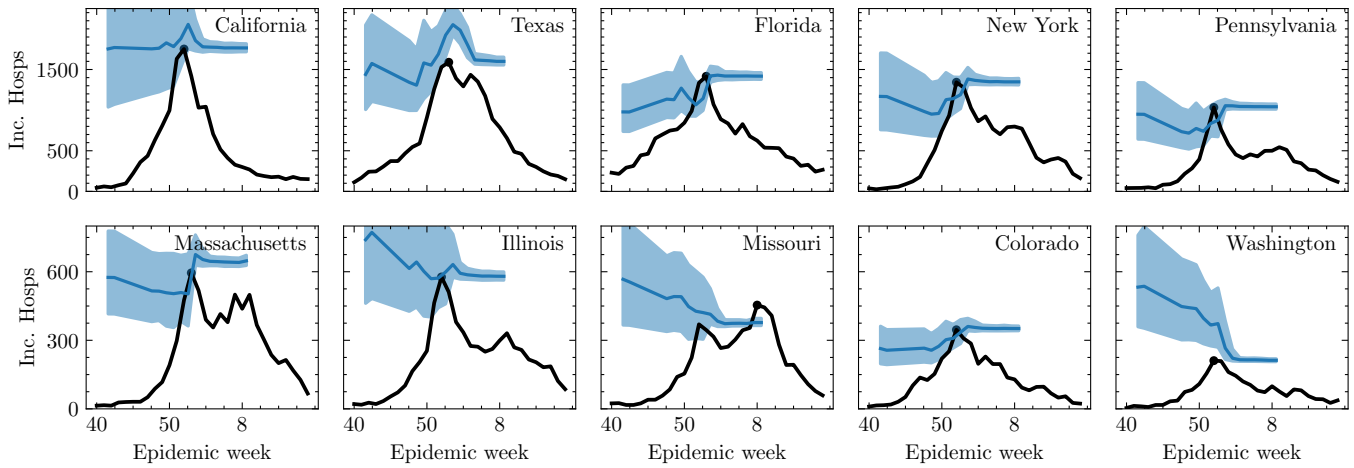 California
Texas
Florida
New York
Pennsylvania
Inc. Hosps
1500
500
0
Massachusetts
Illinois
Missouri
Colorado
Washington
Inc. Hosps
600
300
0
40 50 8
40 50 8
40 50 8
40 50 8
40 50 8
Epidemic week
Epidemic week
Epidemic week
Epidemic week
Epidemic week